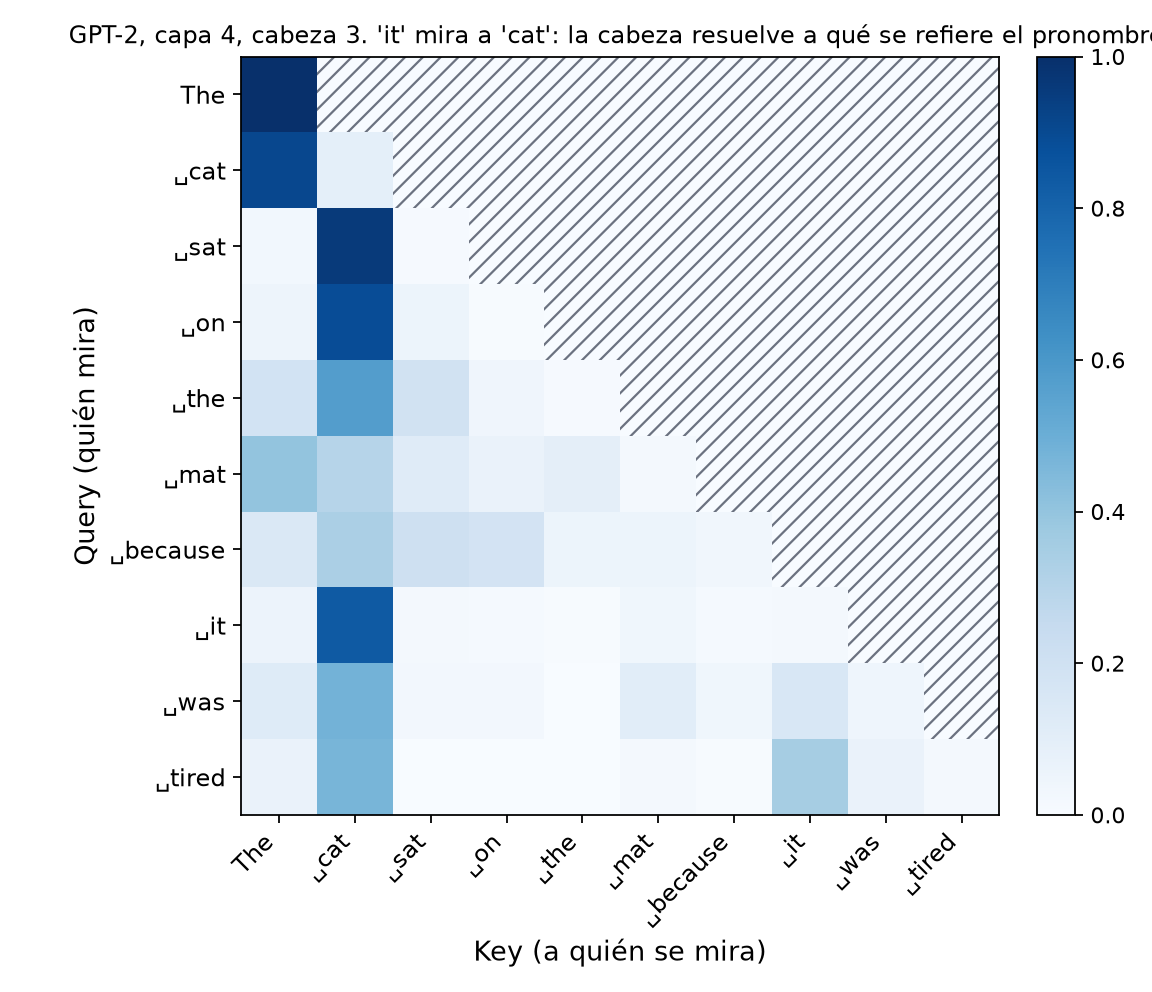 GPT-2, capa 4, cabeza 3. 'it' mira a 'cat': la cabeza resuelve a qué se refiere el pronombre
1.0
0.8
0.6
0.4
0.2
0.0
Query (quién mira)
The
␣cat
␣sat
␣on
␣the
␣mat
␣because
␣it
␣was
␣tired
The
␣cat
␣sat
␣on
␣the
␣mat
␣because
␣it
␣was
␣tired
Key (a quién se mira)